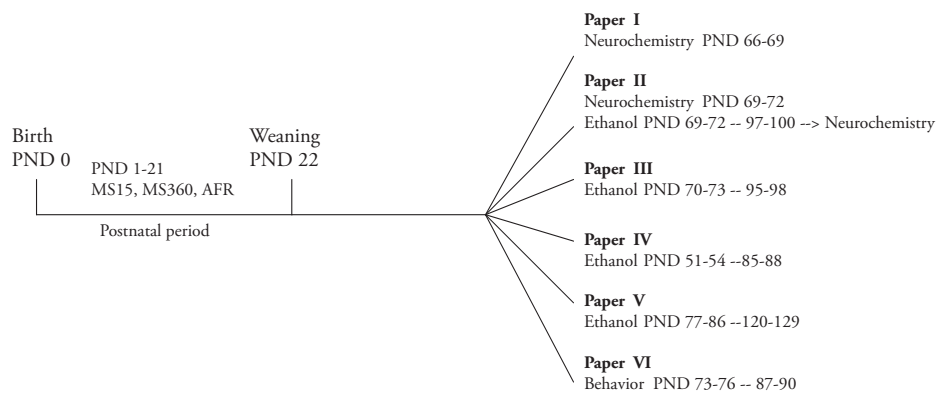 Birth
PND 0
PND 1-21
MS15, MS360, AFR
Postnatal period
Weaning
PND 22
Paper I
Neurochemistry PND 66-69
Paper II
Neurochemistry PND 69-72
Ethanol PND 69-72 -- 97-100 --> Neurochemistry
Paper III
Ethanol PND 70-73 -- 95-98
Paper IV
Ethanol PND 51-54 --85-88
Paper V
Ethanol PND 77-86 --120-129
Paper VI
Behavior PND 73-76 -- 87-90